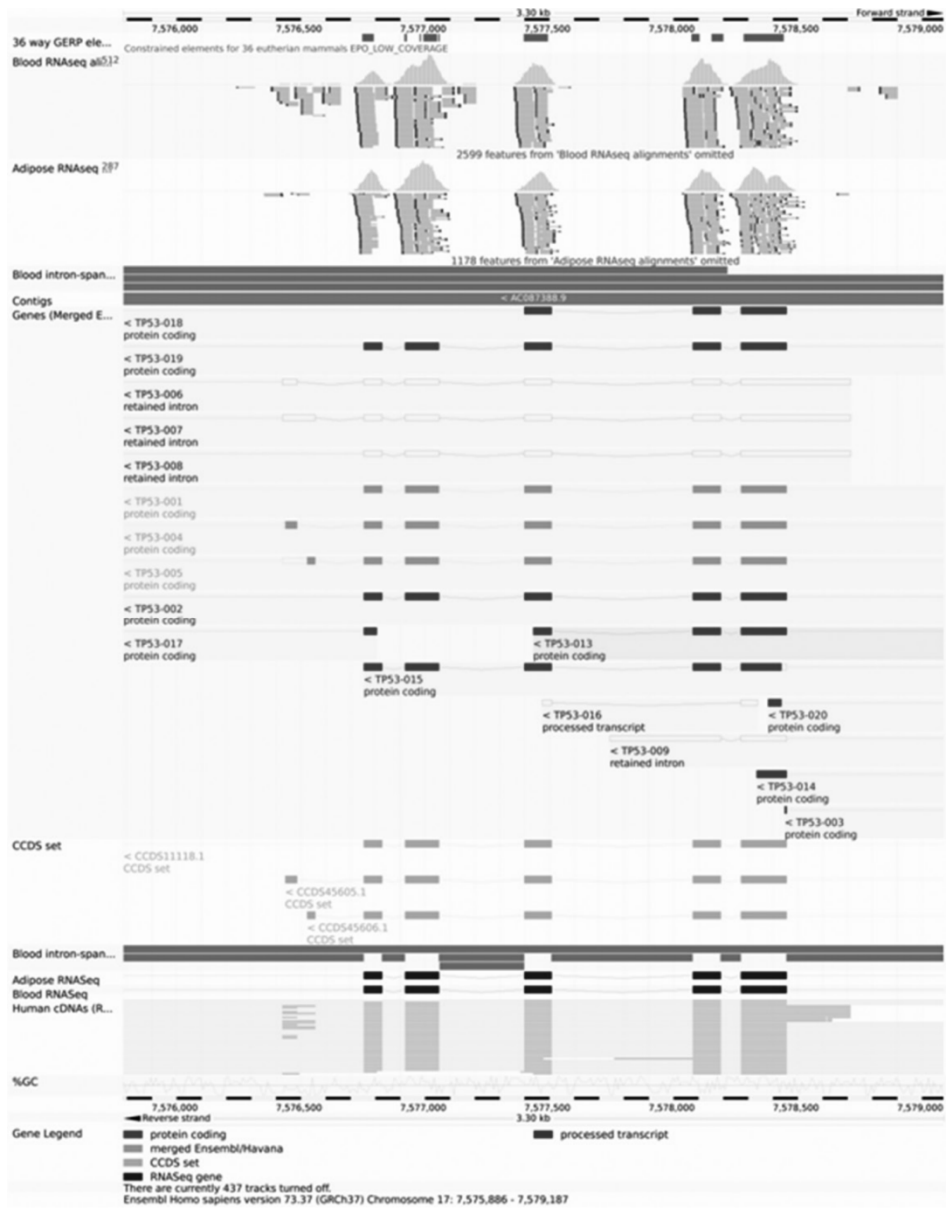 3.30 kb
Forward strand
7,576,000 7,576,500 7,577,000 7,577,500 7,578,000 7,578,500 7,579,000
36 way GERP ele...
Constrained elements for 36 eutherian mammals EPO_LOW_COVERAGE
Blood RNAseq al... 512
2599 features from 'Blood RNAseq alignments' omitted
Adipose RNAseq 287
1178 features from 'Adipose RNAseq alignments' omitted
Blood intron-span...
Contigs
< AC087388.9
Genes (Merged E...
< TP53-018
protein coding
< TP53-019
protein coding
< TP53-006
retained intron
< TP53-007
retained intron
< TP53-008
retained intron
< TP53-001
protein coding
< TP53-004
protein coding
< TP53-005
protein coding
< TP53-002
protein coding
< TP53-017
protein coding
< TP53-013
protein coding
< TP53-015
protein coding
< TP53-016
processed transcript
< TP53-020
protein coding
< TP53-009
retained intron
< TP53-014
protein coding
< TP53-003
protein coding
CCDS set
< CCDS11118.1
CCDS set
< CCDS45605.1
CCDS set
< CCDS45606.1
CCDS set
Blood intron-span...
Adipose RNASeq
Blood RNASeq
Human cDNAs (R...
%GC
7,576,000 7,576,500 7,577,000 7,577,500 7,578,000 7,578,500 7,579,000
Reverse strand
3.30 kb
Gene Legend
protein coding
processed transcript
merged Ensembl/Havana
CCDS set
RNASeq gene
There are currently 437 tracks turned off.
Ensembl Homo sapiens version 73.37 (GRCh37) Chromosome 17: 7,575,886 - 7,579,187